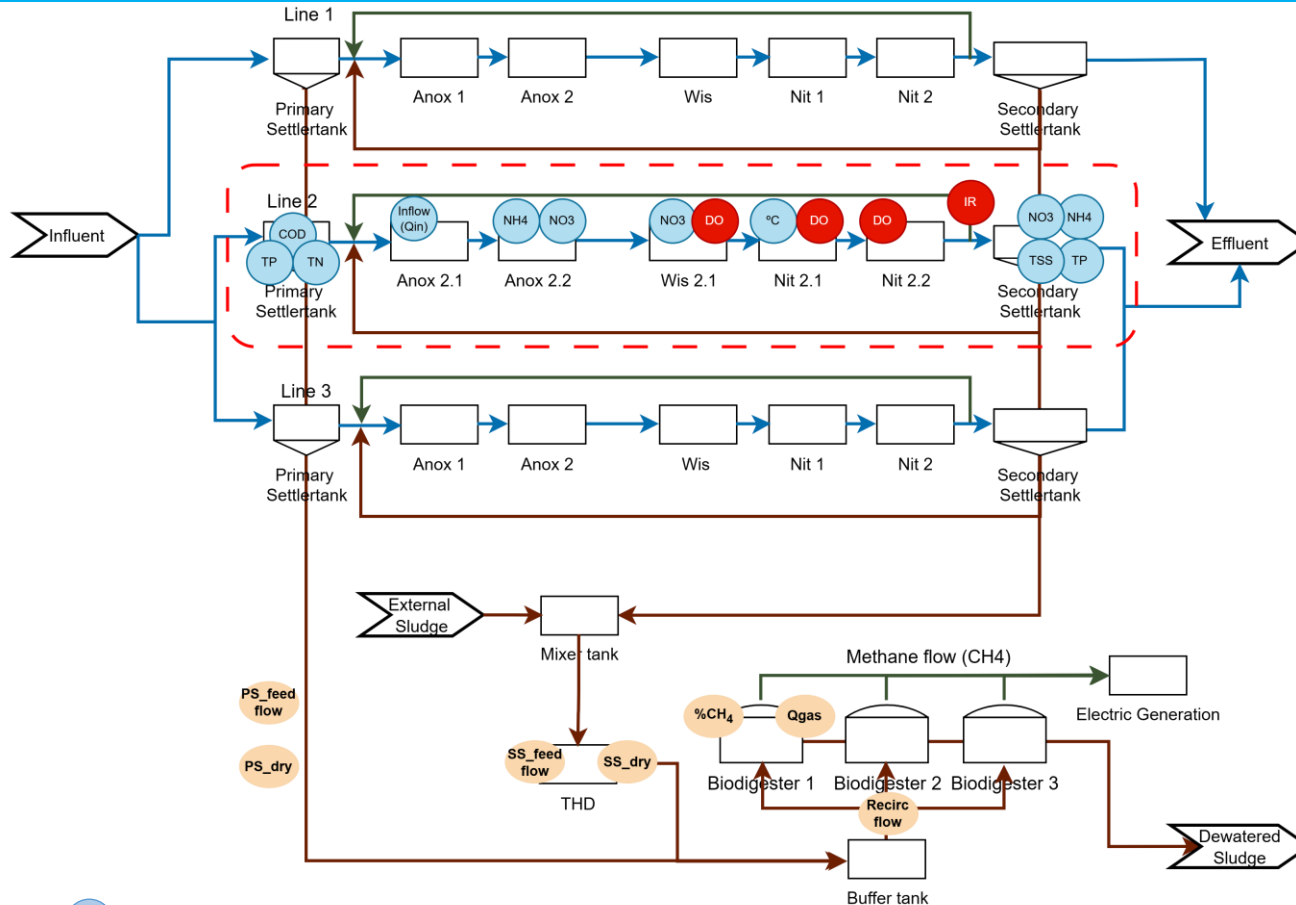 Line 1
Anox 1
Anox 2
Wis
Nit 1
Nit 2
Primary
Settlertank
Secondary
Settlertank
Influent
Line 2
COD
TP
TN
Primary
Settlertank
Inflow
(Qin)
Anox 2.1
NH4
NO3
Anox 2.2
NO3
DO
Wis 2.1
ºC
DO
Nit 2.1
DO
Nit 2.2
IR
NO3
NH4
TSS
TP
Secondary
Settlertank
Effluent
Line 3
Primary
Settlertank
Anox 1
Anox 2
Wis
Nit 1
Nit 2
Secondary
Settlertank
External
Sludge
Mixer tank
PS_feed
flow
PS_dry
SS_feed
flow
SS_dry
THD
Methane flow (CH4)
%CH4
Qgas
Electric Generation
Biodigester 1
Biodigester 2
Biodigester 3
Recirc
flow
Buffer tank
Dewatered
Sludge